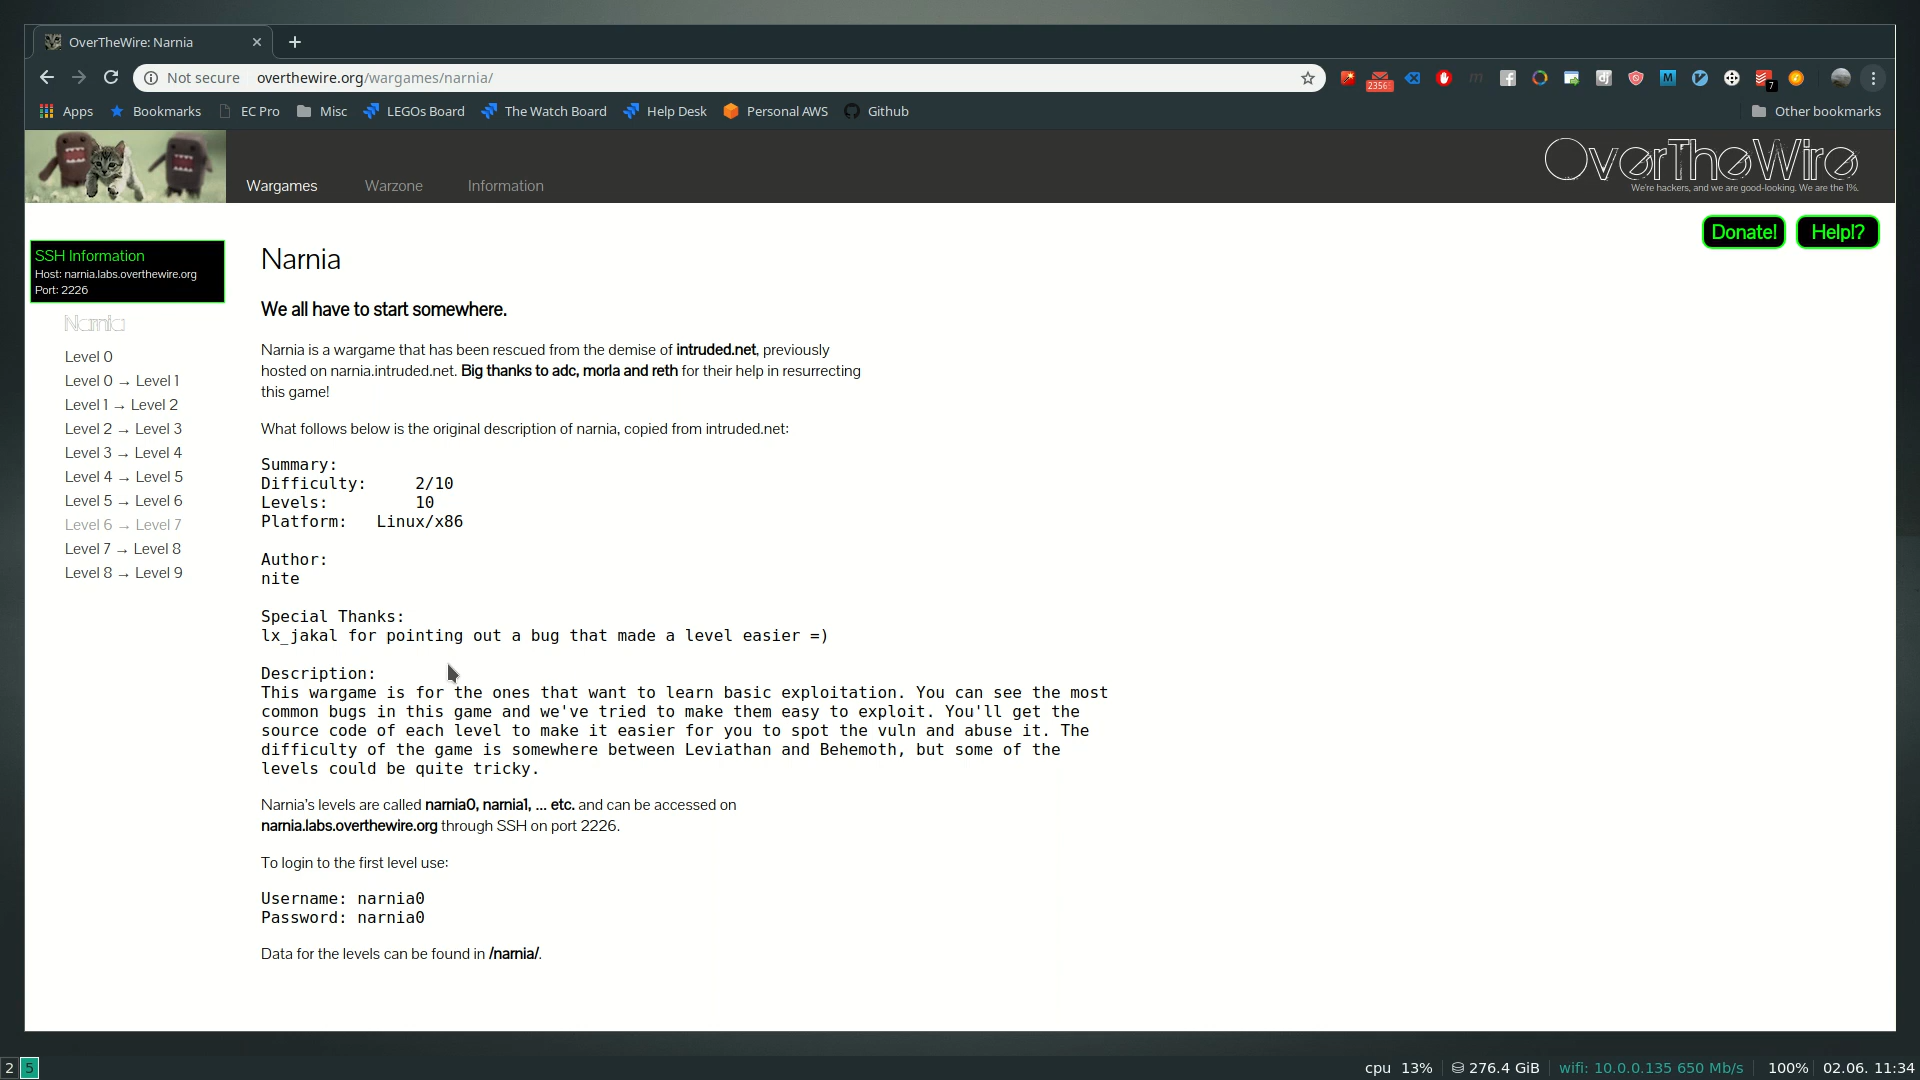 OverTheWire: Narnia
Not secure overthewire.org/wargames/narnia/
2356
7
Apps Bookmarks EC Pro Misc LEGOs Board The Watch Board Help Desk Personal AWS Github Other bookmarks
Wargames Warzone Information
OverTheWire
We're hackers, and we are good-looking. We are the 1%.
Donate! Help!?
SSH Information
Host: narnia.labs.overthewire.org
Port: 2226
Narnia
Level 0
Level 0 → Level 1
Level 1 → Level 2
Level 2 → Level 3
Level 3 → Level 4
Level 4 → Level 5
Level 5 → Level 6
Level 6 → Level 7
Level 7 → Level 8
Level 8 → Level 9
Narnia
We all have to start somewhere.
Narnia is a wargame that has been rescued from the demise of intruded.net, previously
hosted on narnia.intruded.net. Big thanks to adc, morla and reth for their help in resurrecting
this game!
What follows below is the original description of narnia, copied from intruded.net:
Summary:
Difficulty: 2/10
Levels: 10
Platform: Linux/x86
Author:
nite
Special Thanks:
lx_jakal for pointing out a bug that made a level easier =)
Description:
This wargame is for the ones that want to learn basic exploitation. You can see the most
common bugs in this game and we've tried to make them easy to exploit. You'll get the
source code of each level to make it easier for you to spot the vuln and abuse it. The
difficulty of the game is somewhere between Leviathan and Behemoth, but some of the
levels could be quite tricky.
Narnia's levels are called narnia0, narnia1, ... etc. and can be accessed on
narnia.labs.overthewire.org through SSH on port 2226.
To login to the first level use:
Username: narnia0
Password: narnia0
Data for the levels can be found in /narnia/.
2 5
cpu 13% 276.4 GiB wifi: 10.0.0.135 650 Mb/s 100% 02.06. 11:34